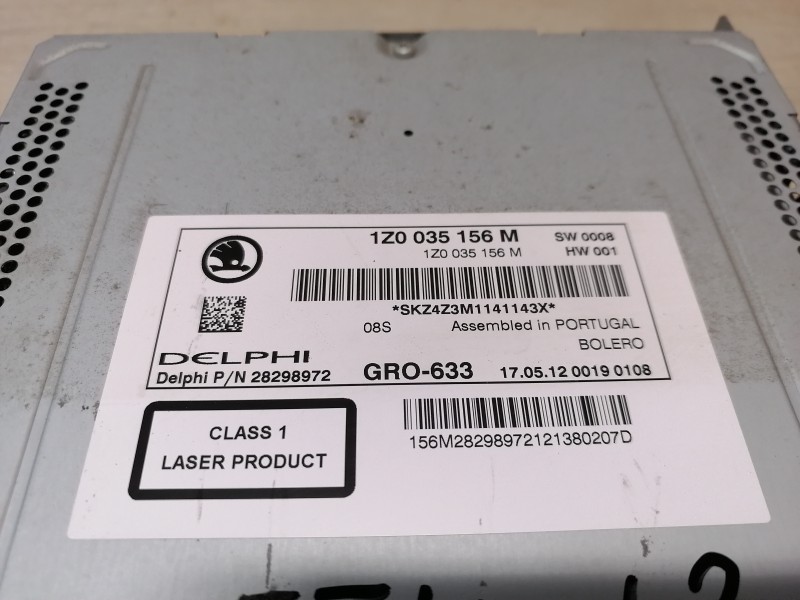 1Z0 035 156 M SW 0008
1Z0 035 156 M HW 001
*SKZ4Z3M1141143X*
08S Assembled in PORTUGAL
BOLERO
DELPHI
Delphi P/N 28298972 GRO-633 17.05.12 0019 0108
CLASS 1
LASER PRODUCT
156M28298972121380207D